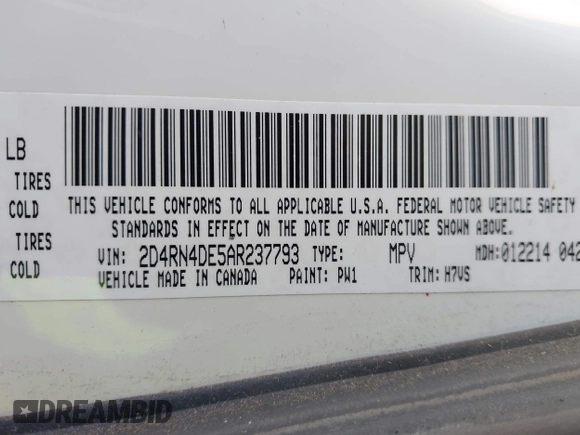 LB
TIRES
COLD
TIRES
COLD
THIS VEHICLE CONFORMS TO ALL APPLICABLE U.S.A. FEDERAL MOTOR VEHICLE SAFETY
STANDARDS IN EFFECT ON THE DATE OF MANUFACTURE SHOWN ABOVE.
VIN: 2D4RN4DE5AR237793 TYPE: MPV MDH:012214 042
VEHICLE MADE IN CANADA PAINT: PW1 TRIM:H7VS
DREAMBID